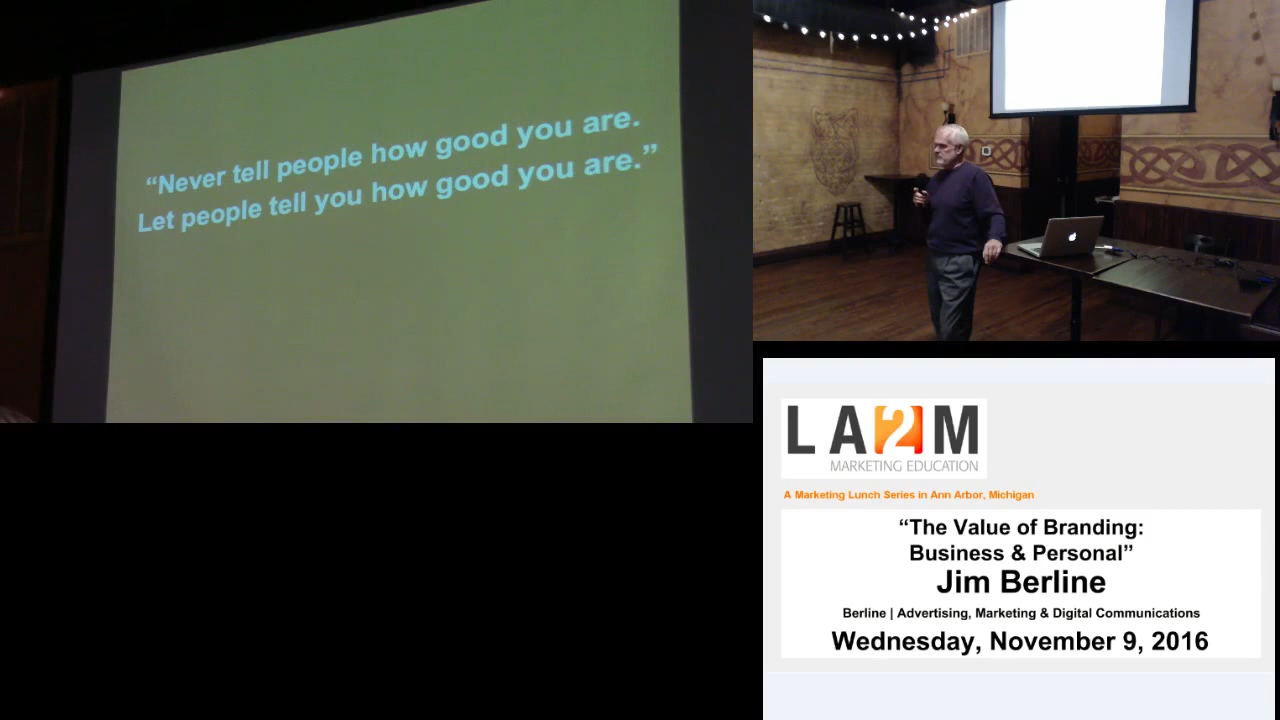 “Never tell people how good you are.
Let people tell you how good you are.”
LA2M
MARKETING EDUCATION
A Marketing Lunch Series in Ann Arbor, Michigan
“The Value of Branding:
Business & Personal”
Jim Berline
Berline | Advertising, Marketing & Digital Communications
Wednesday, November 9, 2016